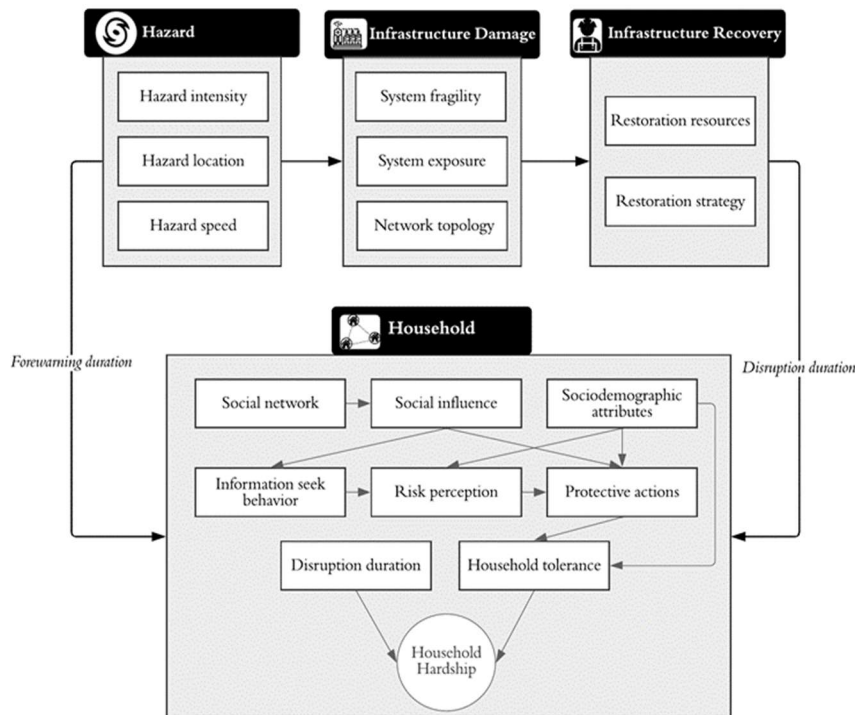 Hazard
Infrastructure Damage
Infrastructure Recovery
Hazard intensity
Hazard location
Hazard speed
System fragility
System exposure
Network topology
Restoration resources
Restoration strategy
Forewarning duration
Disruption duration
Household
Social network
Social influence
Sociodemographic
attributes
Information seek
behavior
Risk perception
Protective actions
Disruption duration
Household tolerance
Household
Hardship